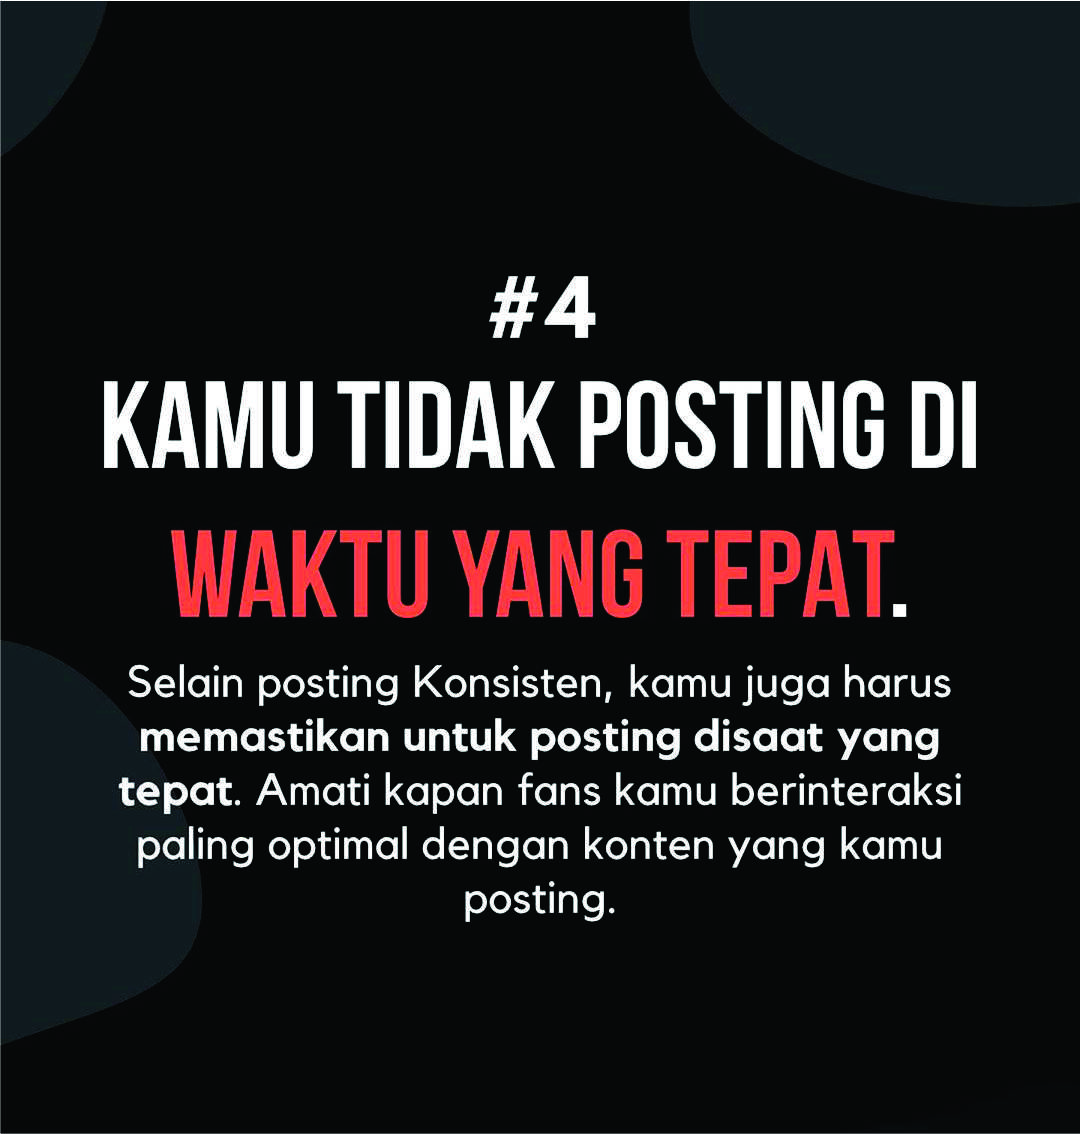 #4
KAMU TIDAK POSTING DI
WAKTU YANG TEPAT.
Selain posting Konsisten, kamu juga harus
memastikan untuk posting disaat yang
tepat. Amati kapan fans kamu berinteraksi
paling optimal dengan konten yang kamu
posting.